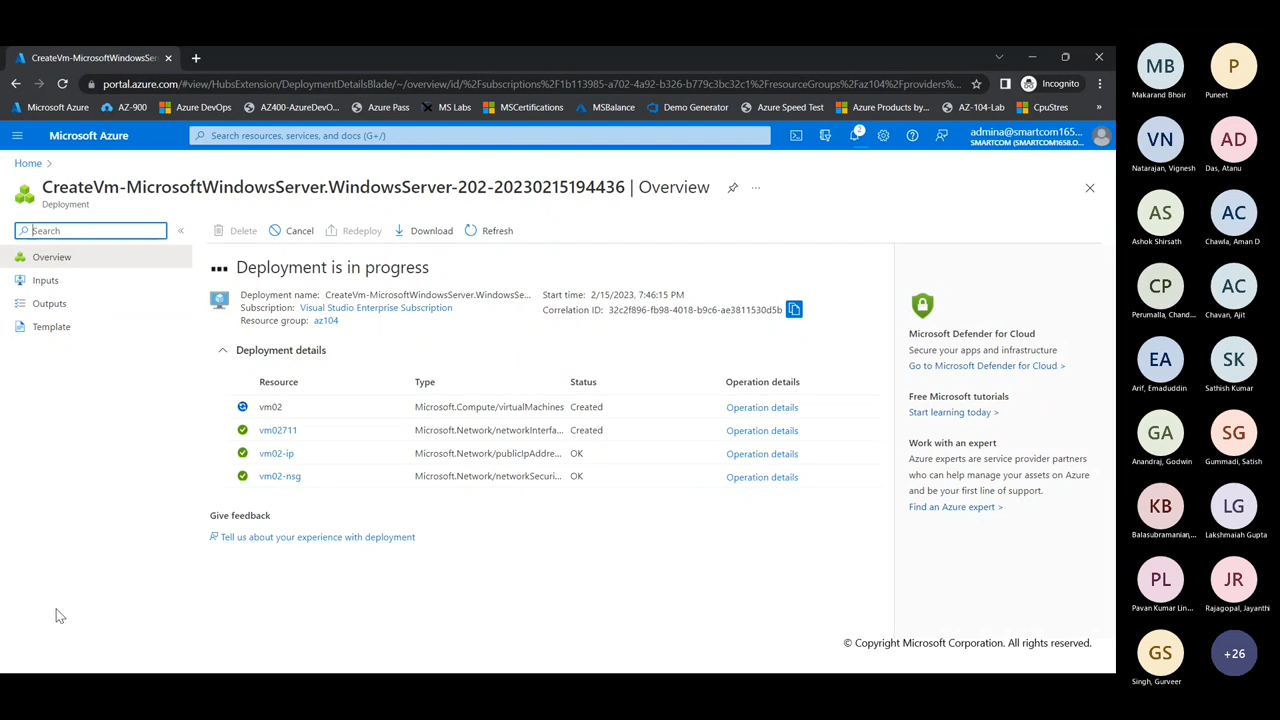 CreateVm-MicrosoftWindowsSer
portal.azure.com/#view/HubsExtension/DeploymentDetailsBlade/~/overview/id/%2Fsubscriptions%2F1b113985-a702-4a92-b326-b779c3bc32c1%2FresourceGroups%2Faz104%2Fproviders...
Incognito
Microsoft Azure
AZ-900
Azure DevOps
AZ400-AzureDevO...
Azure Pass
MS Labs
MSCertifications
MSBalance
Demo Generator
Azure Speed Test
Azure Products by...
AZ-104-Lab
CpuStres
»
Microsoft Azure
Search resources, services, and docs (G+/)
2
admina@smartcom165...
SMARTCOM (SMARTCOM1658.O...
Home >
CreateVm-MicrosoftWindowsServer.WindowsServer-202-20230215194436 | Overview
...
Deployment
Search
«
Overview
Inputs
Outputs
Template
Delete
Cancel
Redeploy
Download
Refresh
Deployment is in progress
Deployment name: CreateVm-MicrosoftWindowsServer.WindowsSe...
Subscription: Visual Studio Enterprise Subscription
Resource group: az104
Start time: 2/15/2023, 7:46:15 PM
Correlation ID: 32c2f896-fb98-4018-b9c6-ae3811530d5b
Deployment details
Resource Type Status Operation details
vm02 Microsoft.Compute/virtualMachines Created Operation details
vm02711 Microsoft.Network/networkInterfa... Created Operation details
vm02-ip Microsoft.Network/publicIpAddre... OK Operation details
vm02-nsg Microsoft.Network/networkSecuri... OK Operation details
Give feedback
Tell us about your experience with deployment
Microsoft Defender for Cloud
Secure your apps and infrastructure
Go to Microsoft Defender for Cloud >
Free Microsoft tutorials
Start learning today >
Work with an expert
Azure experts are service provider partners
who can help manage your assets on Azure
and be your first line of support.
Find an Azure expert >
© Copyright Microsoft Corporation. All rights reserved.
MB P
Makarand Bhoir Puneet
VN AD
Natarajan, Vignesh Das, Atanu
AS AC
Ashok Shirsath Chawla, Aman D
CP AC
Perumalla, Chand... Chavan, Ajit
EA SK
Arif, Emaduddin Sathish Kumar
GA SG
Anandraj, Godwin Gummadi, Satish
KB LG
Balasubramanian,... Lakshmaiah Gupta
PL JR
Pavan Kumar Lin... Rajagopal, Jayanthi
GS +26
Singh, Gurveer